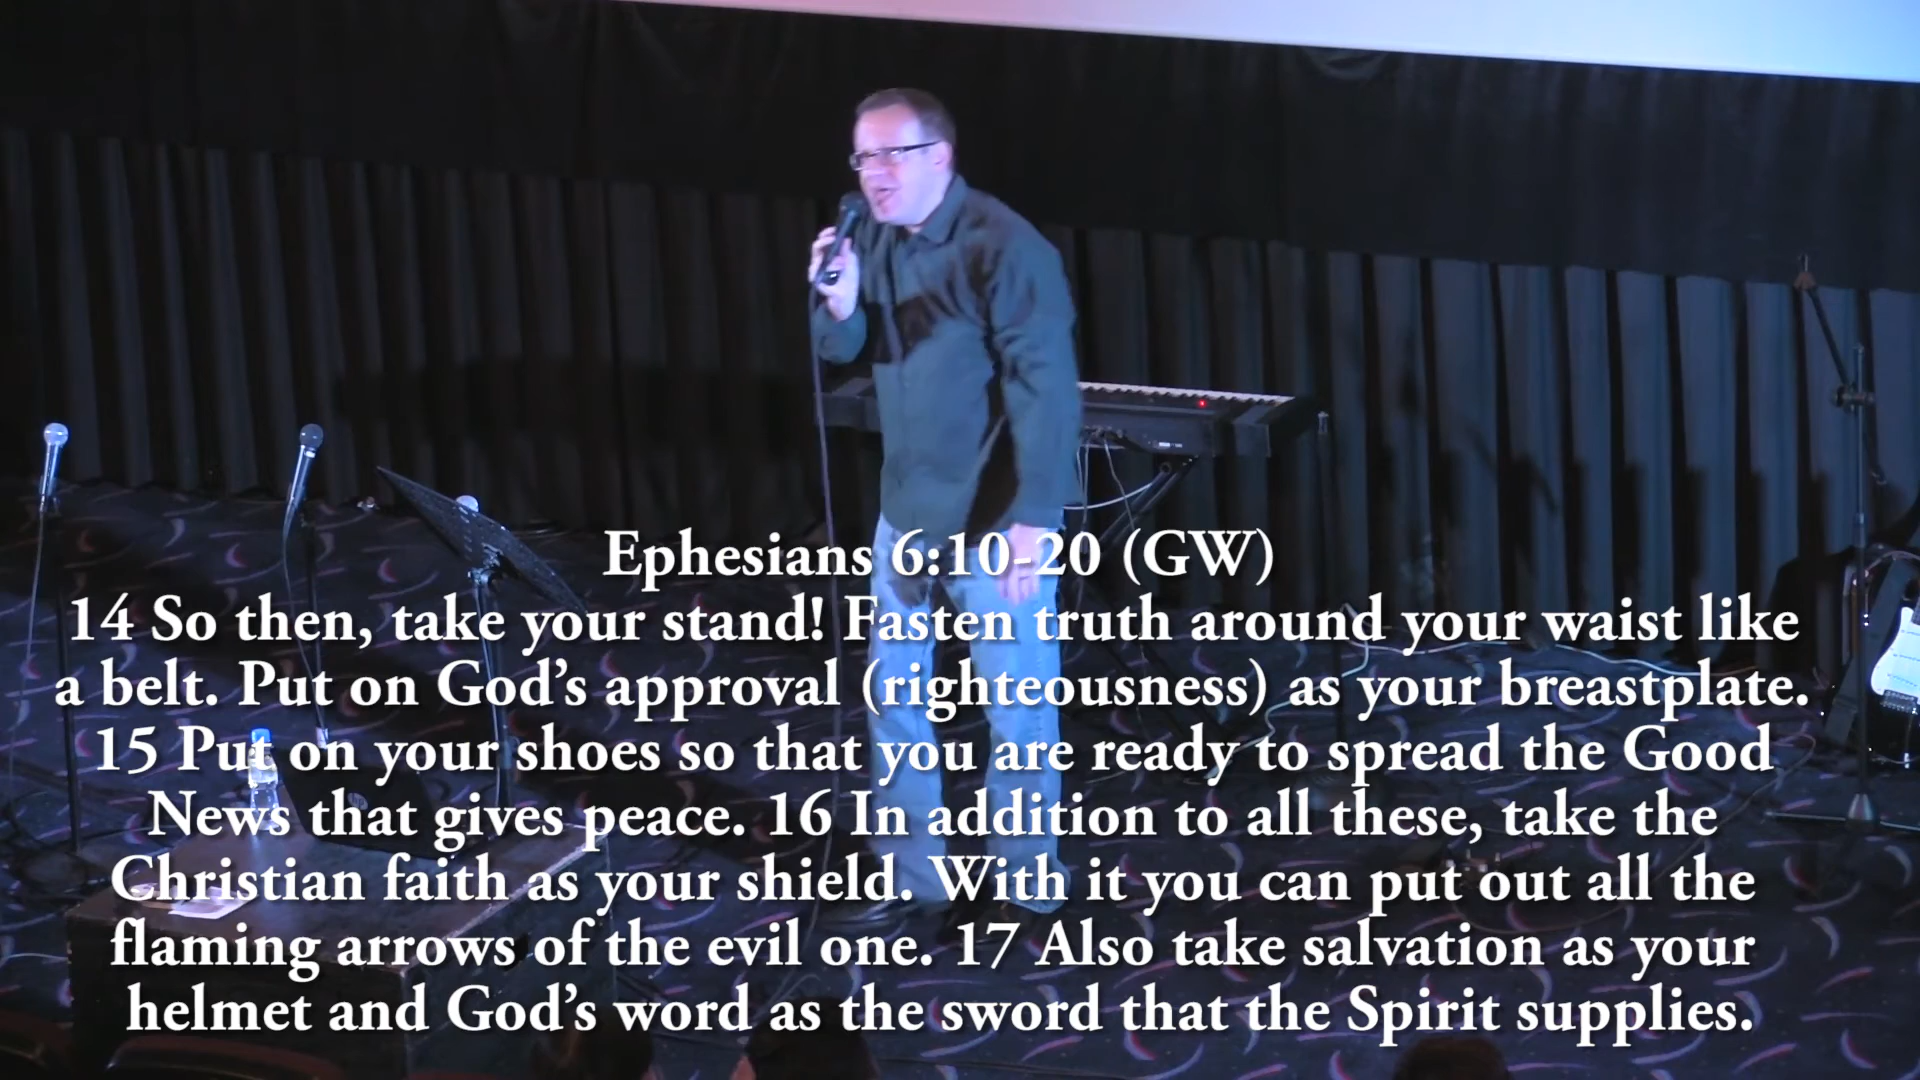 Ephesians 6:10-20 (GW)
14 So then, take your stand! Fasten truth around your waist like
a belt. Put on God’s approval (righteousness) as your breastplate.
15 Put on your shoes so that you are ready to spread the Good
News that gives peace. 16 In addition to all these, take the
Christian faith as your shield. With it you can put out all the
flaming arrows of the evil one. 17 Also take salvation as your
helmet and God’s word as the sword that the Spirit supplies.